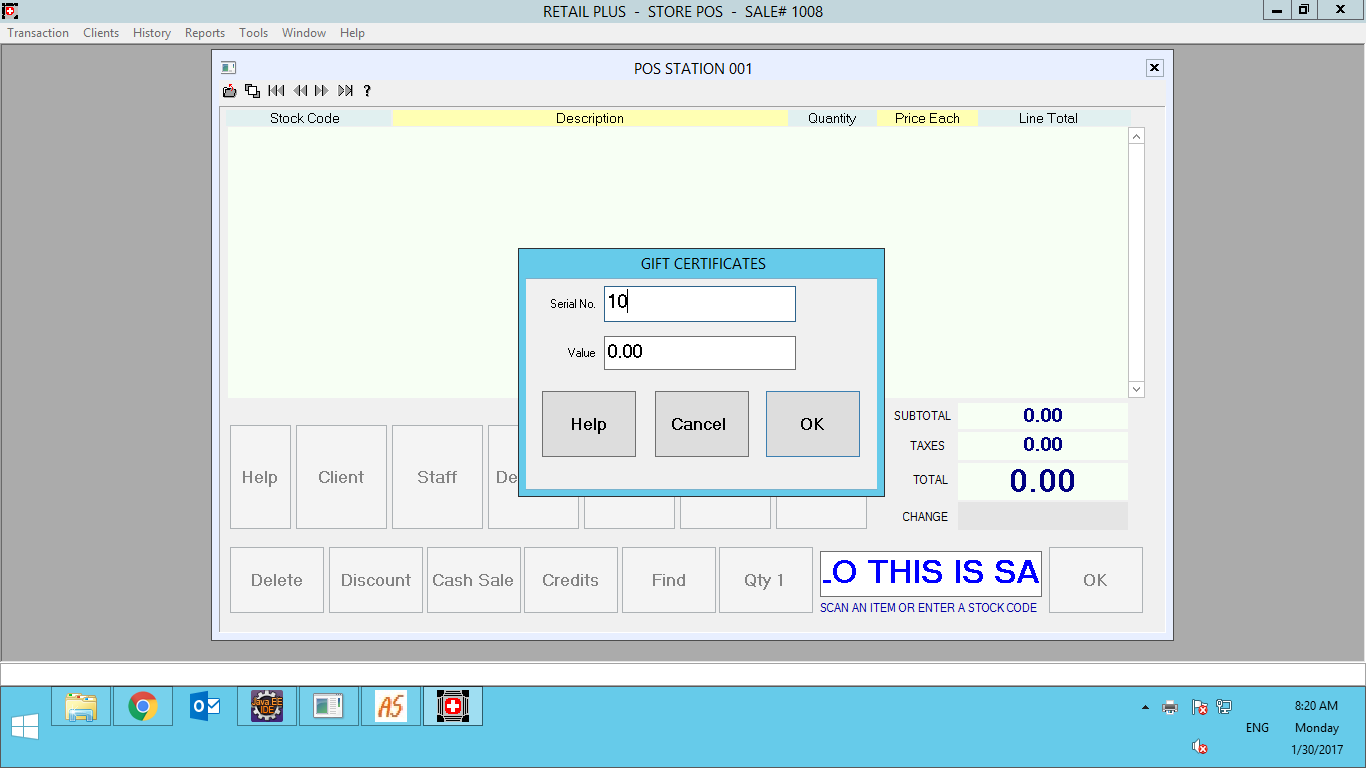 RETAIL PLUS - STORE POS - SALE# 1008
Transaction Clients History Reports Tools Window Help
POS STATION 001
?
Stock Code Description Quantity Price Each Line Total
GIFT CERTIFICATES
Serial No. 10
Value 0.00
Help Cancel OK
SUBTOTAL 0.00
TAXES 0.00
TOTAL 0.00
CHANGE
Help Client Staff De
Delete Discount Cash Sale Credits Find Qty 1 LO THIS IS SA OK
SCAN AN ITEM OR ENTER A STOCK CODE
Java EE
IDE
AS
8:20 AM
ENG Monday
1/30/2017